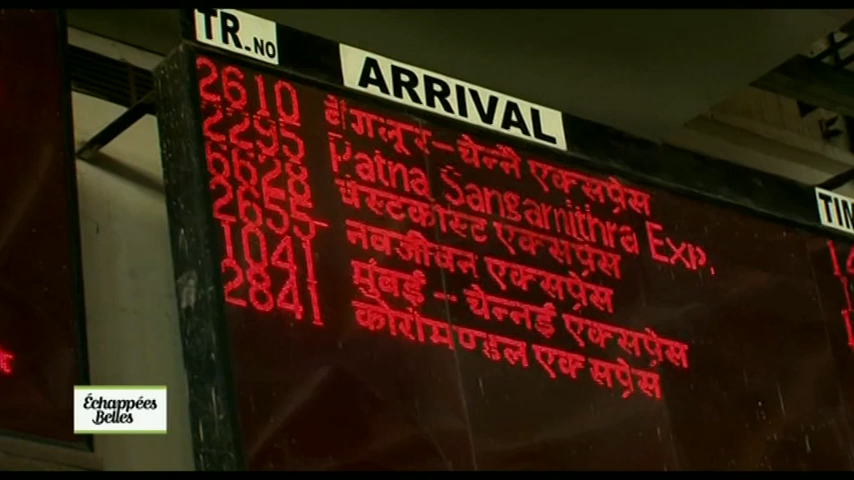 TR.NO ARRIVAL TIM
2610 बैंगलूर-चेन्नै एक्सप्रेस
2295 Patna Sangamithra Exp.
6628 वेस्टकोस्ट एक्सप्रेस
2655 नवजीवन एक्सप्रेस
1041 मुंबई - चेन्नई एक्सप्रेस
2841 कोरोमण्डल एक्सप्रेस
Échappées
Belles